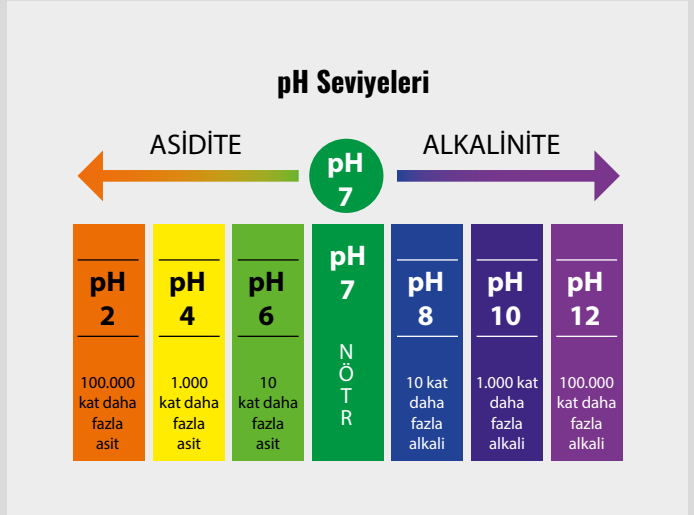 pH Seviyeleri
ASİDİTE
pH
7
ALKALİNİTE
pH
2
100.000
kat daha
fazla
asit
pH
4
1.000
kat daha
fazla
asit
pH
6
10
kat daha
fazla
asit
pH
7
N
Ö
T
R
pH
8
10 kat
daha
fazla
alkali
pH
10
1.000 kat
daha
fazla
alkali
pH
12
100.000
kat daha
fazla
alkali